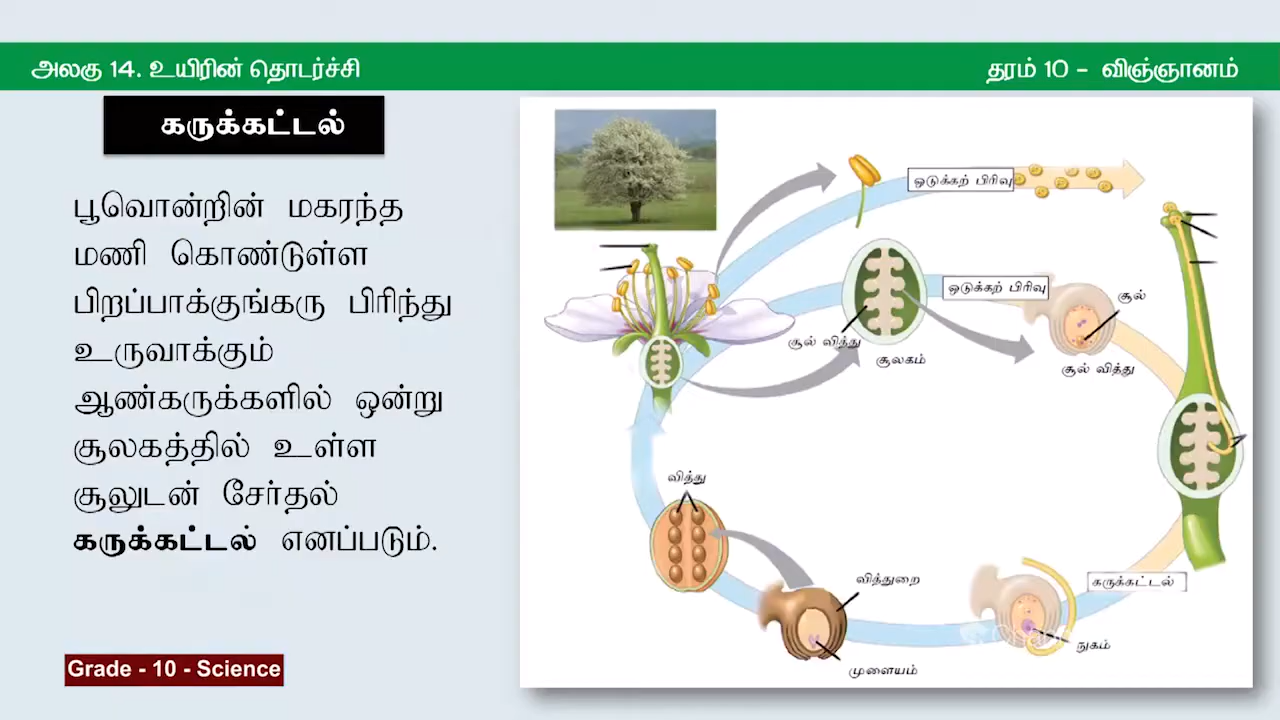 அலகு 14. உயிரின் தொடர்ச்சி
தரம் 10 - விஞ்ஞானம்
கருக்கட்டல்
பூவொன்றின் மகரந்த
மணி கொண்டுள்ள
பிறப்பாக்குங்கரு பிரிந்து
உருவாக்கும்
ஆண்கருக்களில் ஒன்று
சூலகத்தில் உள்ள
சூலுடன் சேர்தல்
கருக்கட்டல் எனப்படும்.
Grade - 10 - Science
ஒடுக்கற் பிரிவு
ஒடுக்கற் பிரிவு
சூல்
சூல் வித்து
சூலகம்
சூல் வித்து
வித்து
வித்துறை
கருக்கட்டல்
நுகம்
முளையம்